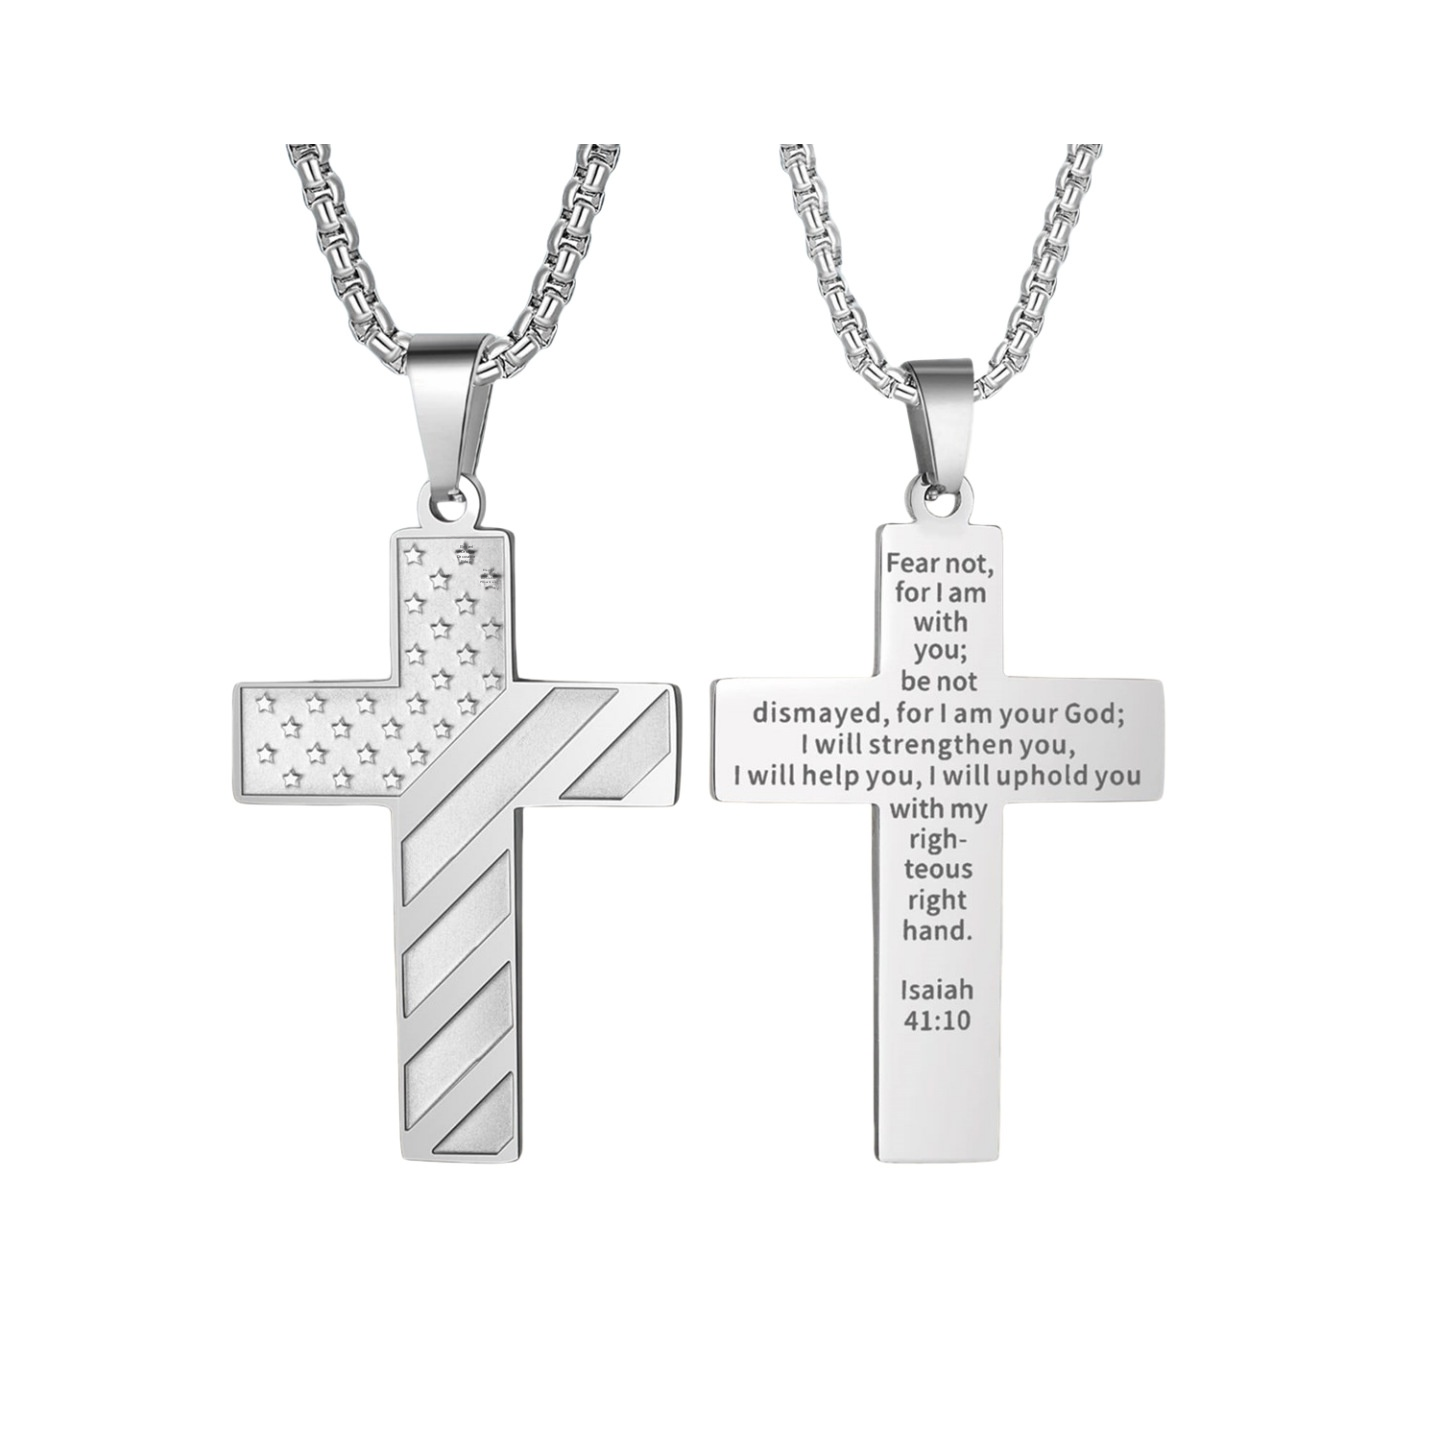 Fear not,
for I am
with
you;
be not
dismayed, for I am your God;
I will strengthen you,
I will help you, I will uphold you
with my
righ-
teous
right
hand.
Isaiah
41:10